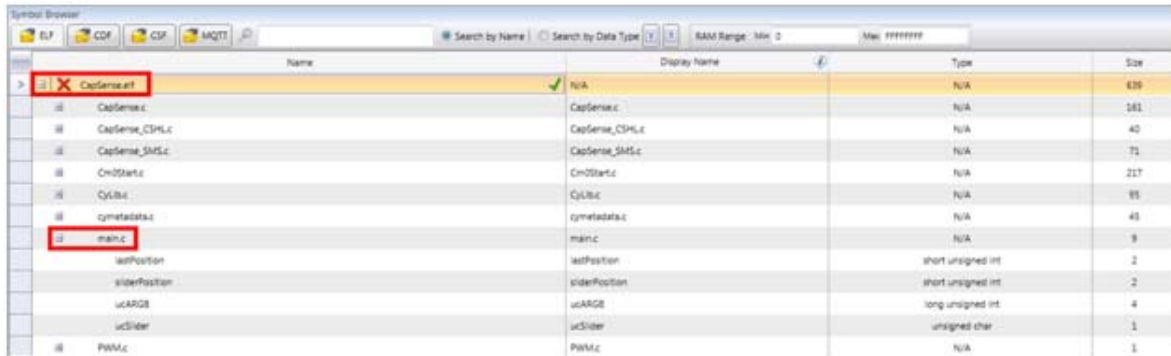 Symbol Browser
ELF CDF CSF MQTT Search by Name Search by Data Type RAM Range Min 0 Max FFFFFFFF
Name Display Name Type Size
CapSense.elf N/A N/A 639
CapSense.c CapSense.c N/A 161
CapSense_CSHL.c CapSense_CSHL.c N/A 40
CapSense_SMS.c CapSense_SMS.c N/A 71
Cm0Start.c Cm0Start.c N/A 217
CyLib.c CyLib.c N/A 95
cymetadata.c cymetadata.c N/A 45
main.c main.c N/A 9
lastPosition lastPosition short unsigned int 2
sliderPosition sliderPosition short unsigned int 2
ucARGB ucARGB long unsigned int 4
ucSlider ucSlider unsigned char 1
PWM.c PWM.c N/A 1